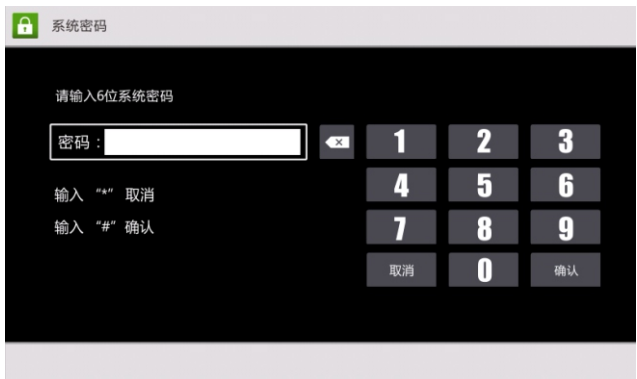 系统密码
请输入6位系统密码
密码：
1 2 3
输入 “*” 取消
4 5 6
输入 “#” 确认
7 8 9
取消 0 确认